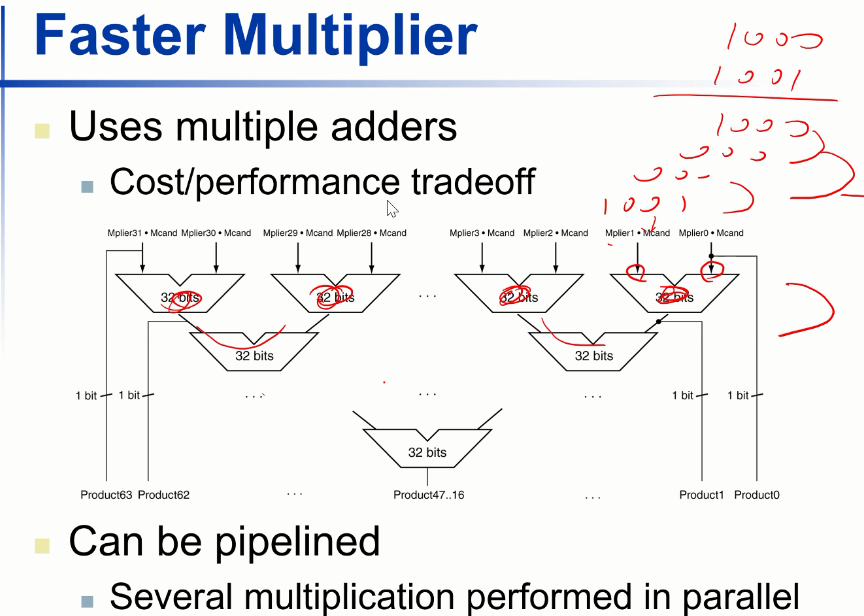 Faster Multiplier
1000
1001
1000
000
000
1001
Uses multiple adders
Cost/performance tradeoff
Mplier31 • Mcand Mplier30 • Mcand Mplier29 • Mcand Mplier28 • Mcand Mplier3 • Mcand Mplier2 • Mcand Mplier1 • Mcand Mplier0 • Mcand
32 bits 32 bits . . . 32 bits 32 bits
32 bits 32 bits
1 bit 1 bit . . . . . . . . . 1 bit 1 bit
32 bits
Product63 Product62 . . . Product47..16 . . . Product1 Product0
Can be pipelined
Several multiplication performed in parallel